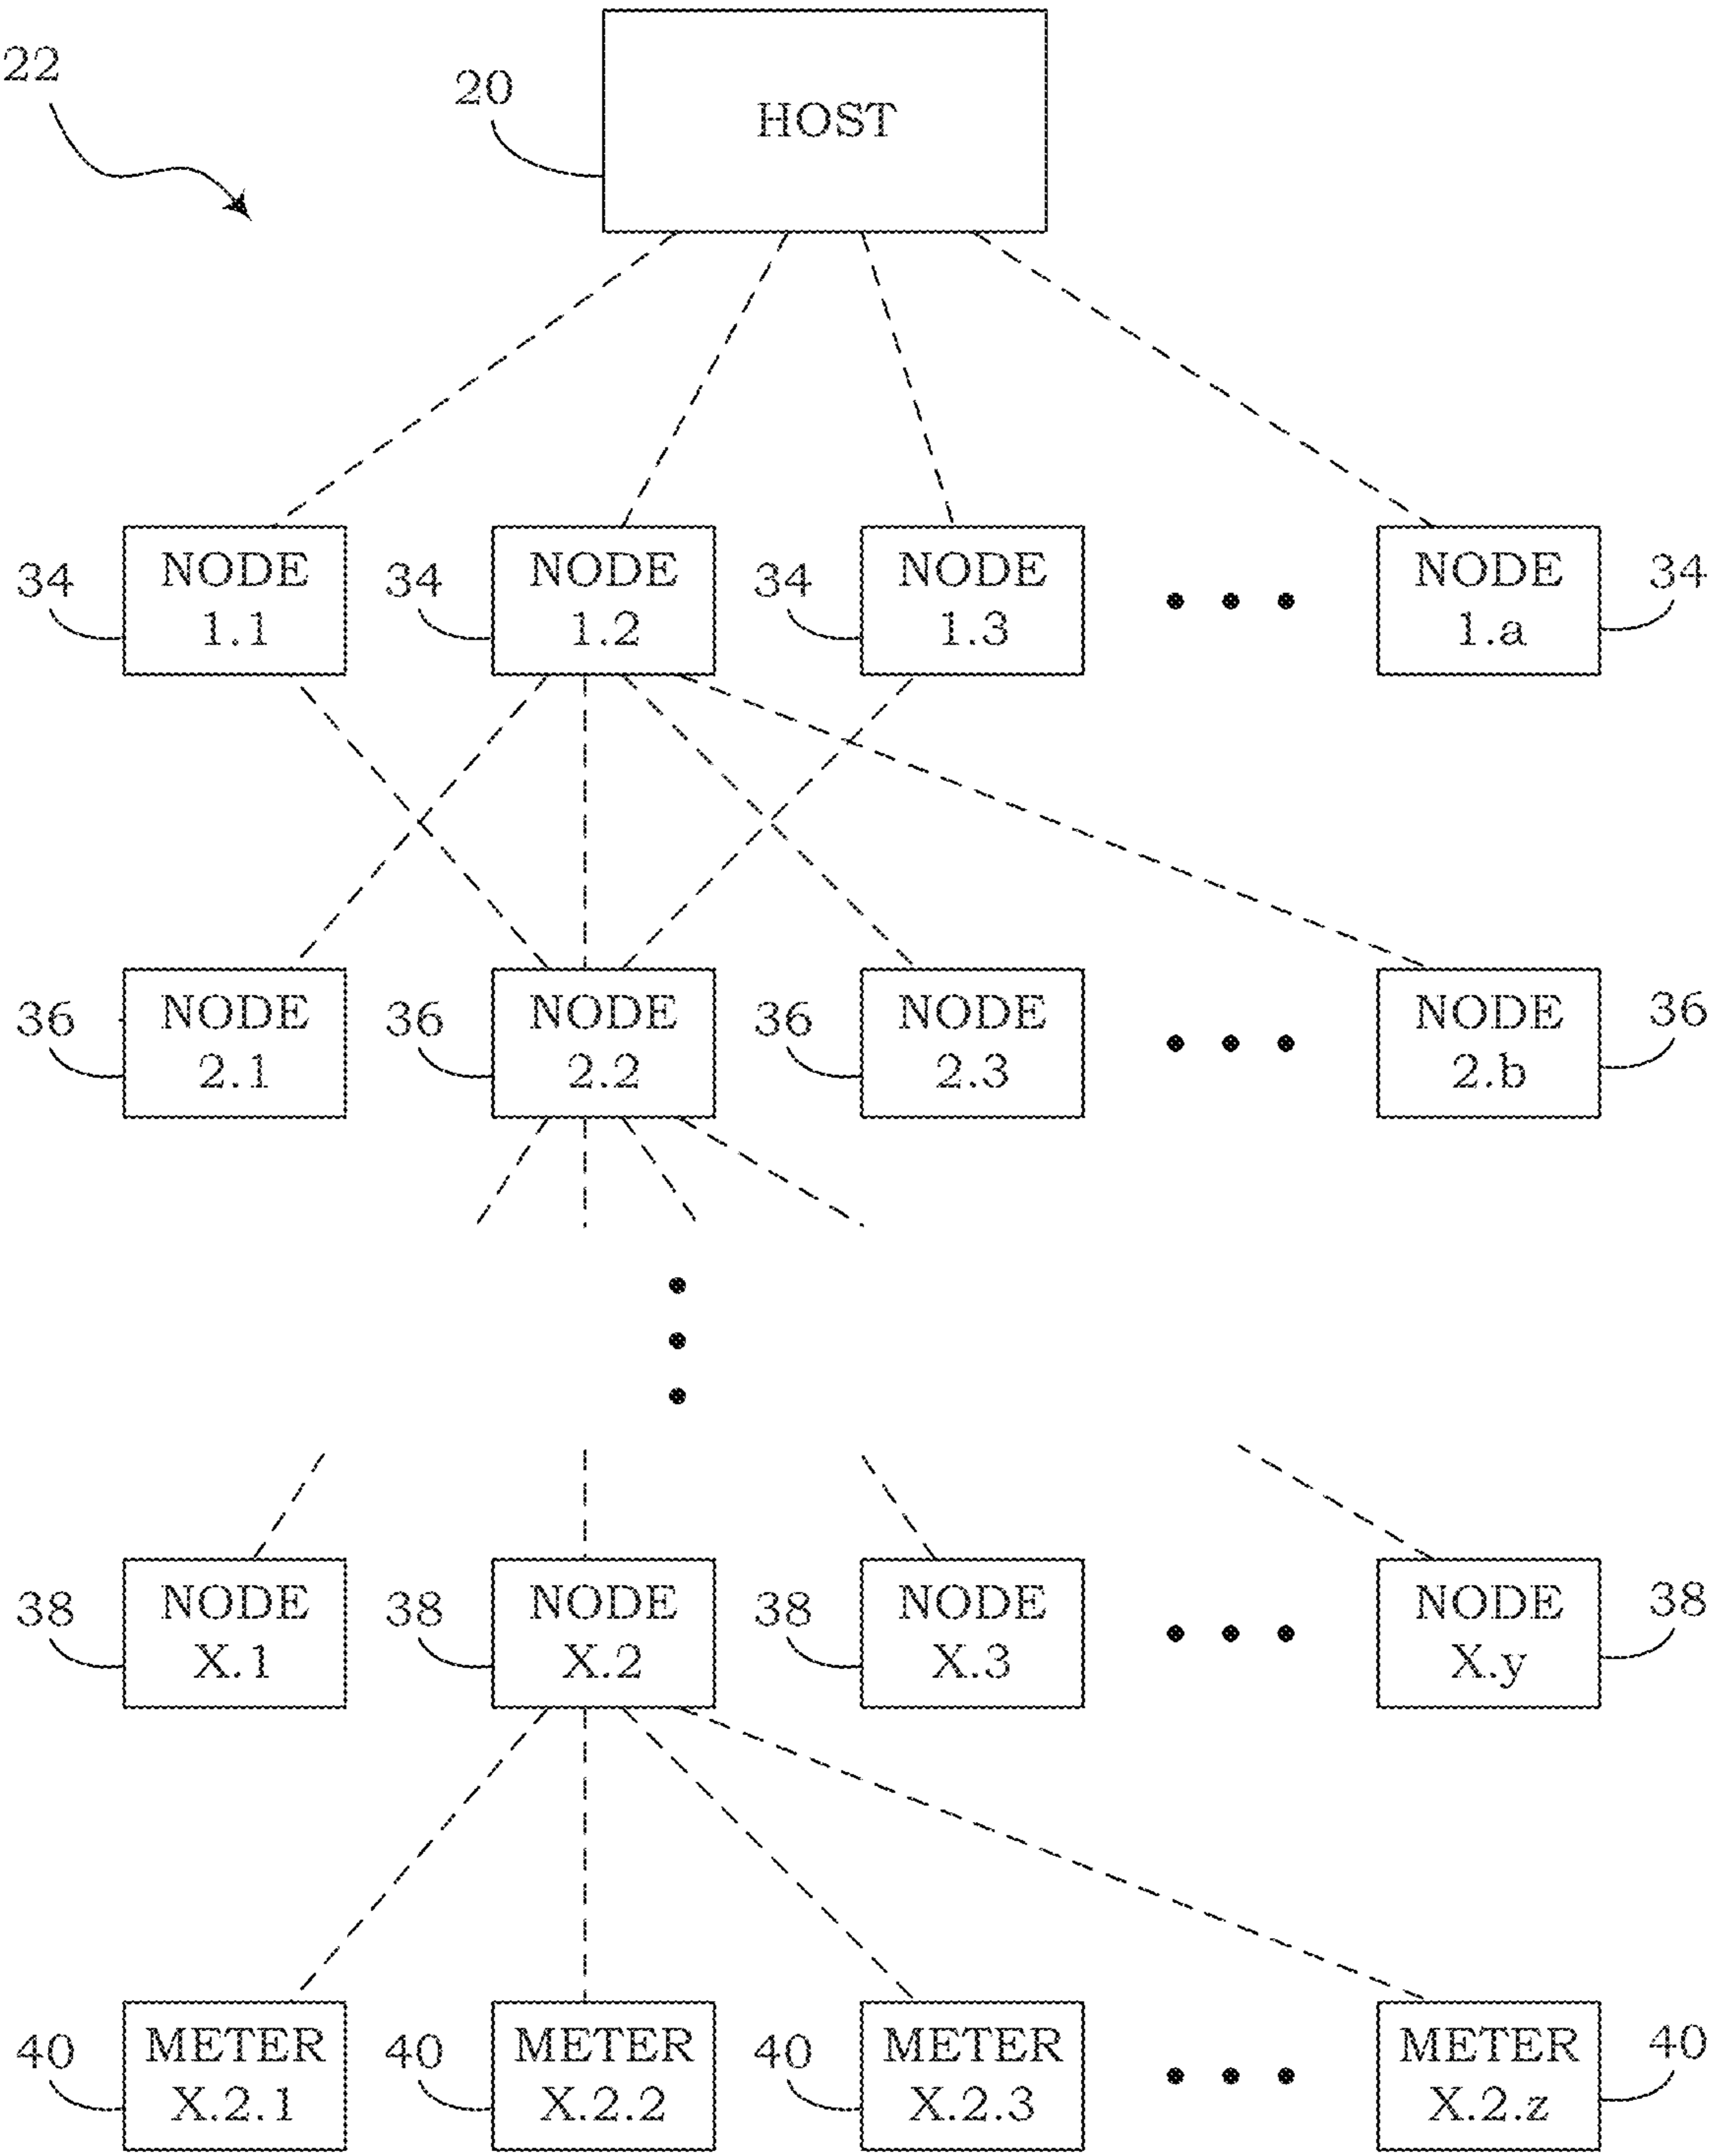 22
20
HOST
34
NODE
1.1
34
NODE
1.2
34
NODE
1.3
NODE
1.a
34
36
NODE
2.1
36
NODE
2.2
36
NODE
2.3
NODE
2.b
36
38
NODE
X.1
38
NODE
X.2
38
NODE
X.3
NODE
X.y
38
40
METER
X.2.1
40
METER
X.2.2
40
METER
X.2.3
METER
X.2.z
40